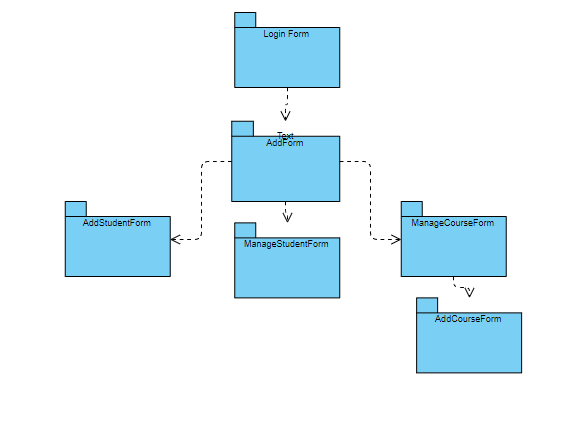 Login Form
Text
AddForm
AddStudentForm
ManageCourseForm
ManageStudentForm
AddCourseForm